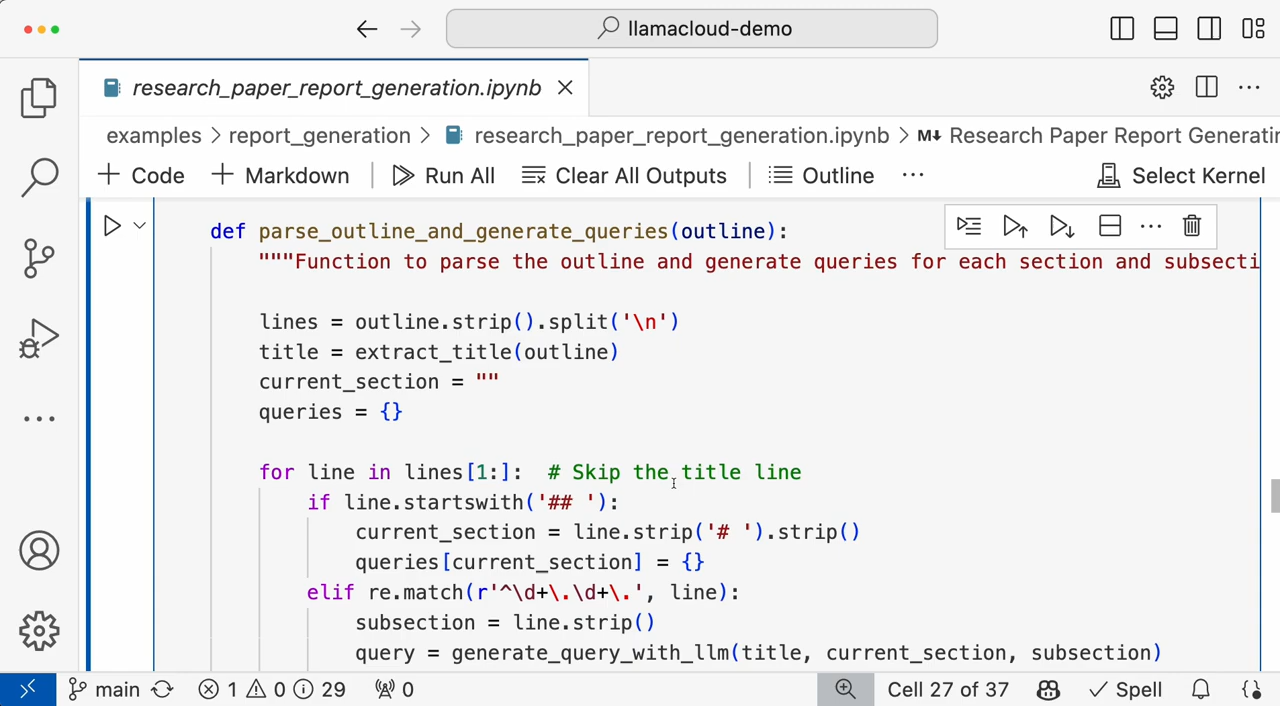 llamacloud-demo
research_paper_report_generation.ipynb
examples > report_generation > research_paper_report_generation.ipynb > M↓ Research Paper Report Generatin
+ Code + Markdown Run All Clear All Outputs Outline ... Select Kernel
def parse_outline_and_generate_queries(outline):
"""Function to parse the outline and generate queries for each section and subsecti
lines = outline.strip().split('\n')
title = extract_title(outline)
current_section = ""
queries = {}
for line in lines[1:]:  # Skip the title line
if line.startswith('## '):
current_section = line.strip('# ').strip()
queries[current_section] = {}
elif re.match(r'^\d+\.\d+\.', line):
subsection = line.strip()
query = generate_query_with_llm(title, current_section, subsection)
main 1 0 29 0 Cell 27 of 37 Spell